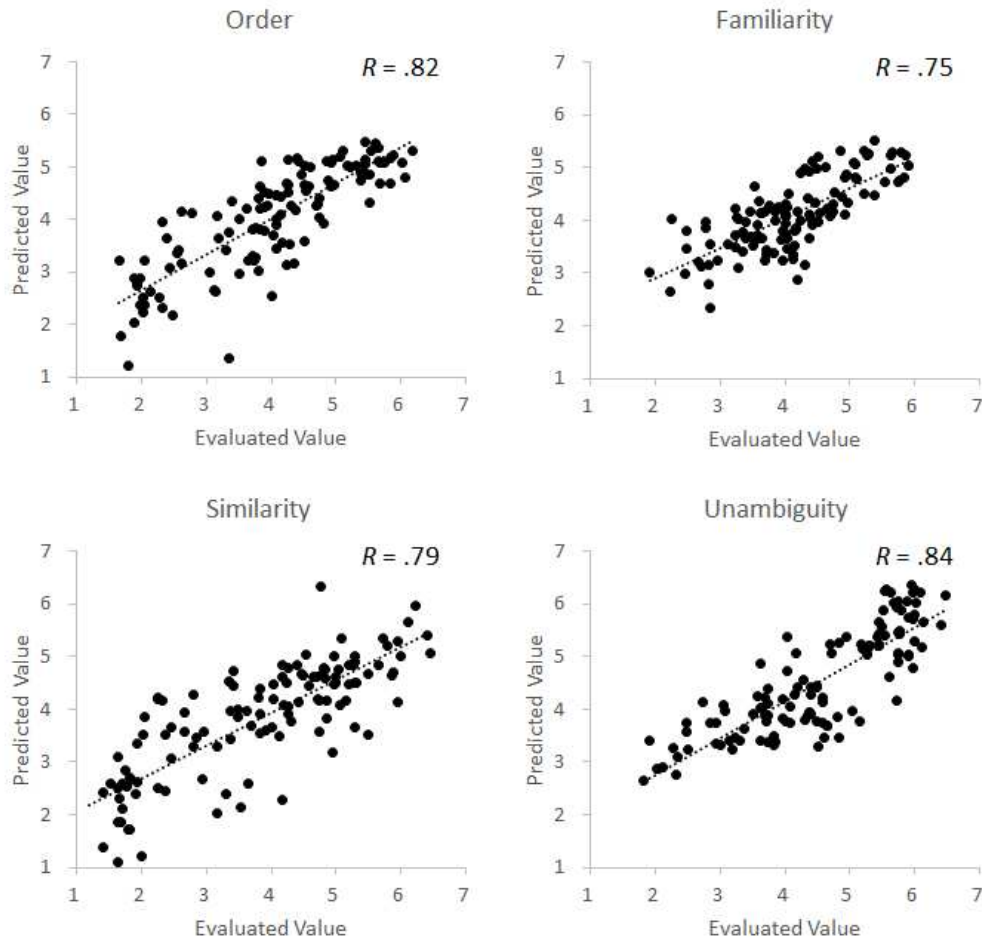 Order
R = .82
7
6
5
4
3
2
1
Predicted Value
1 2 3 4 5 6 7
Evaluated Value
Familiarity
R = .75
7
6
5
4
3
2
1
Predicted Value
1 2 3 4 5 6 7
Evaluated Value
Similarity
R = .79
7
6
5
4
3
2
1
Predicted Value
1 2 3 4 5 6 7
Evaluated Value
Unambiguity
R = .84
7
6
5
4
3
2
1
Predicted Value
1 2 3 4 5 6 7
Evaluated Value